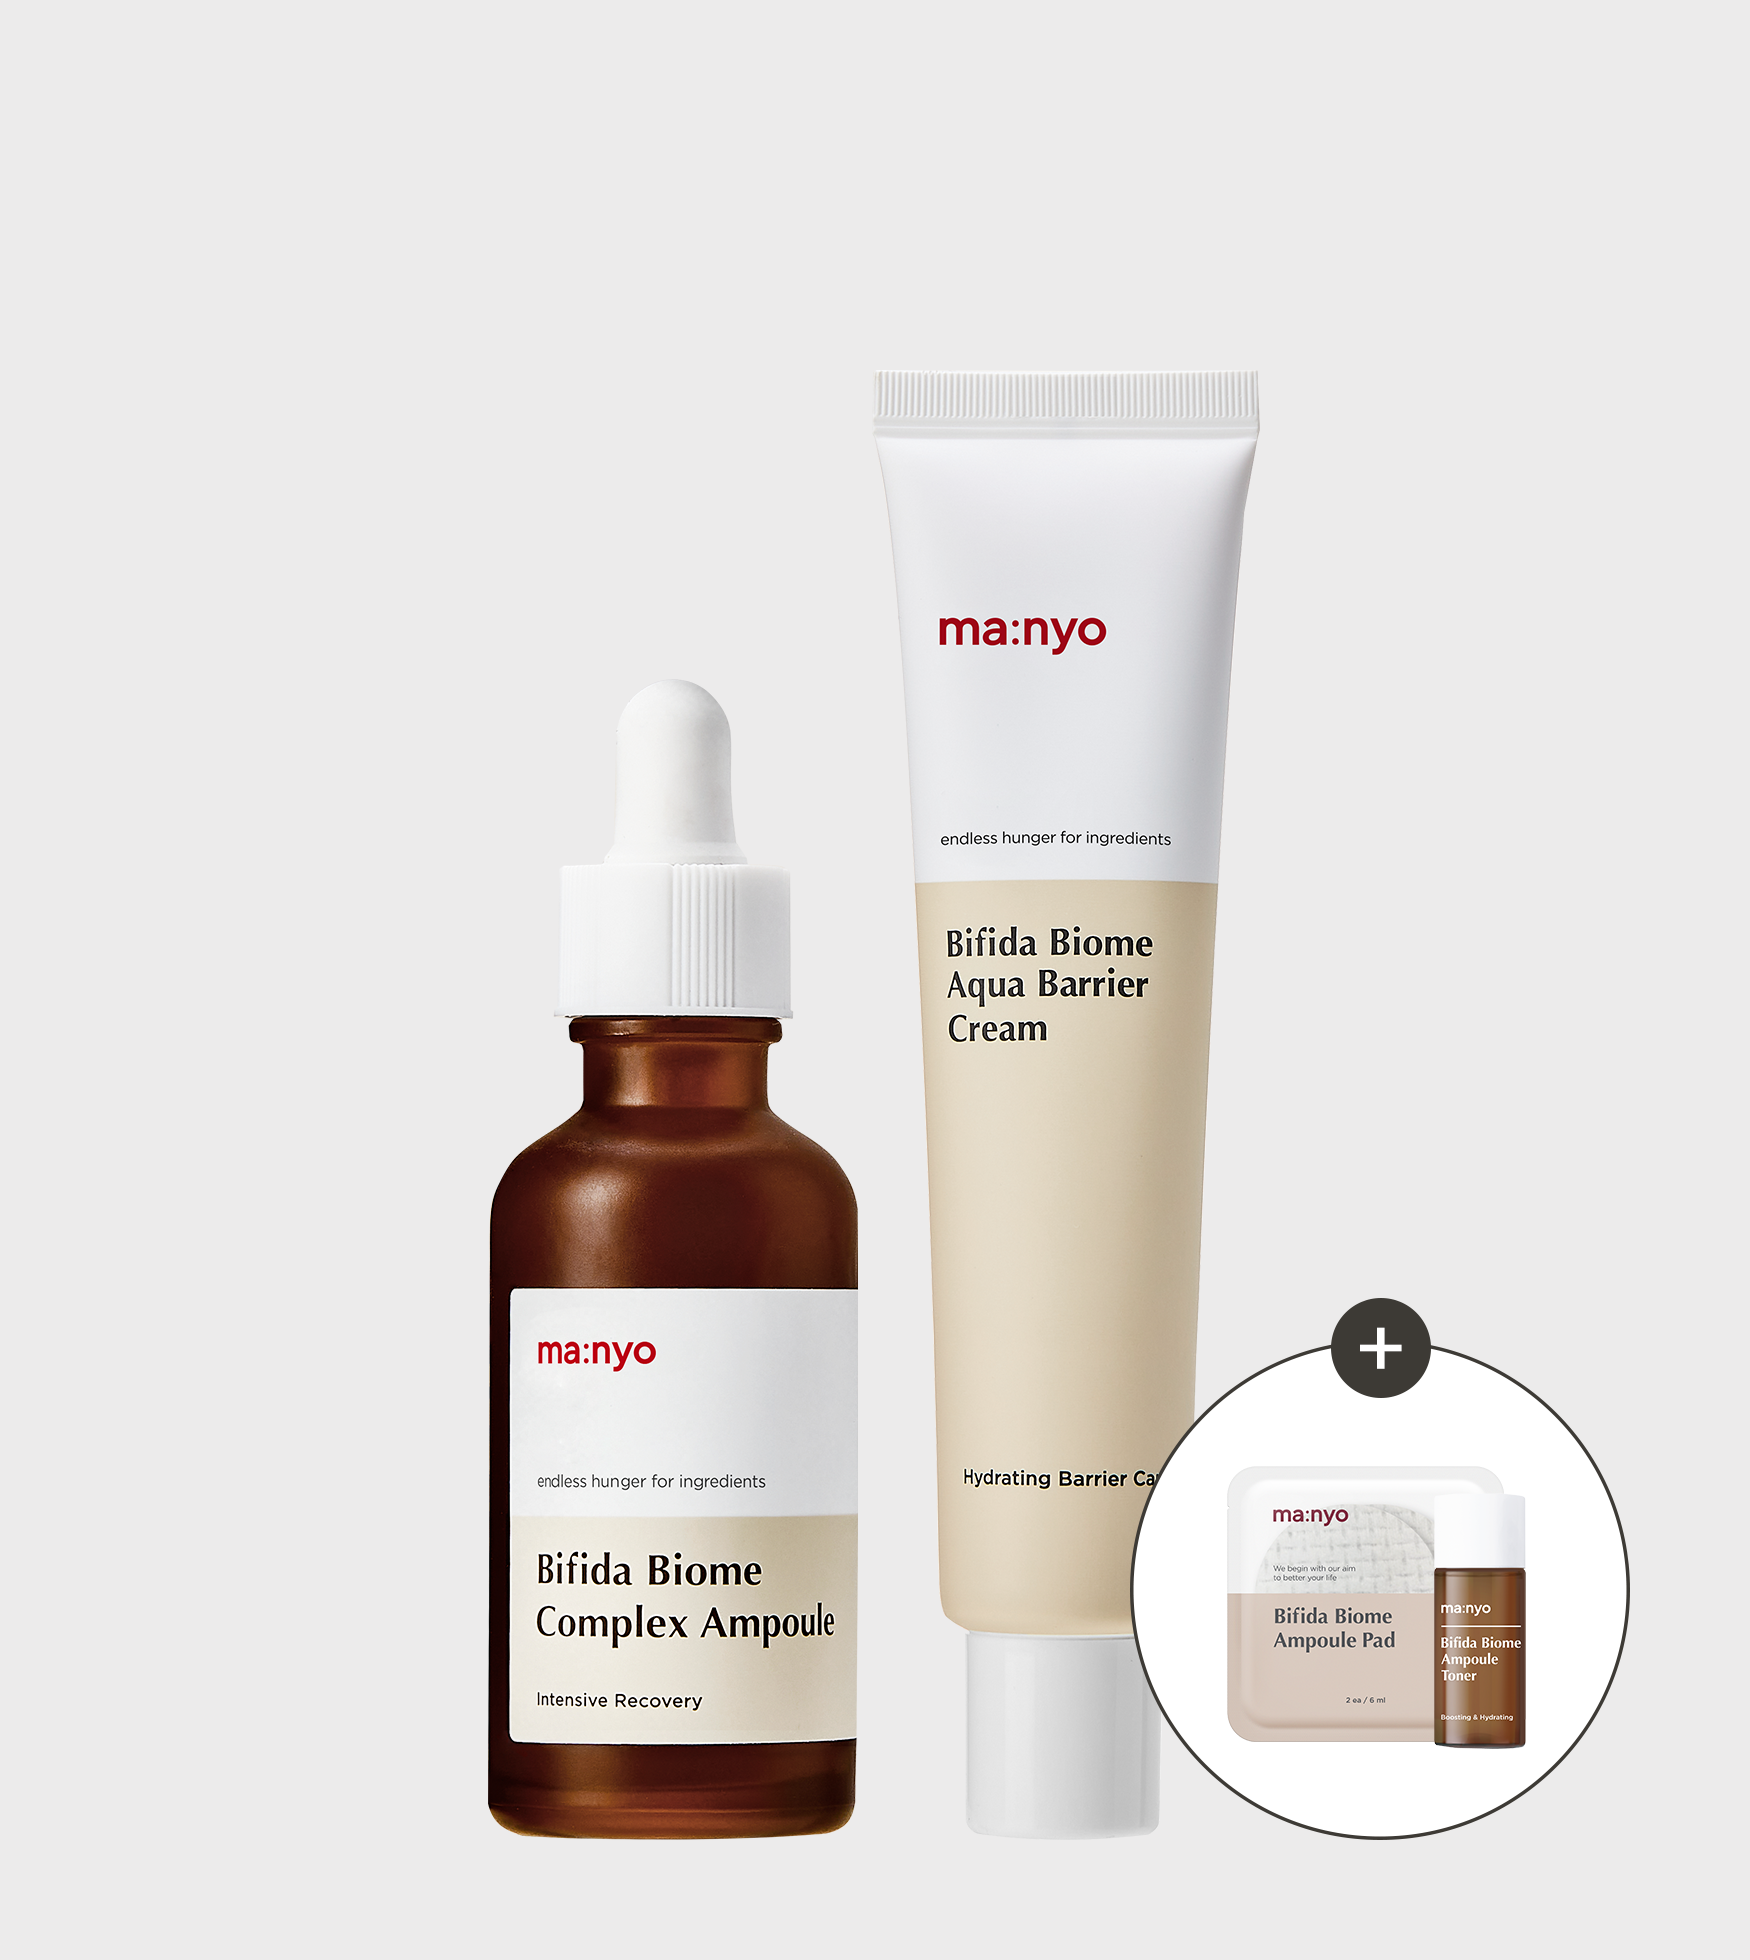 ma:nyo
endless hunger for ingredients
Bifida Biome
Complex Ampoule
Intensive Recovery
ma:nyo
endless hunger for ingredients
Bifida Biome
Aqua Barrier
Cream
Hydrating Barrier Ca
+
ma:nyo
We begin with our aim
to better your life
Bifida Biome
Ampoule Pad
2 ea / 6 ml
ma:nyo
Bifida Biome
Ampoule
Toner
Boosting & Hydrating